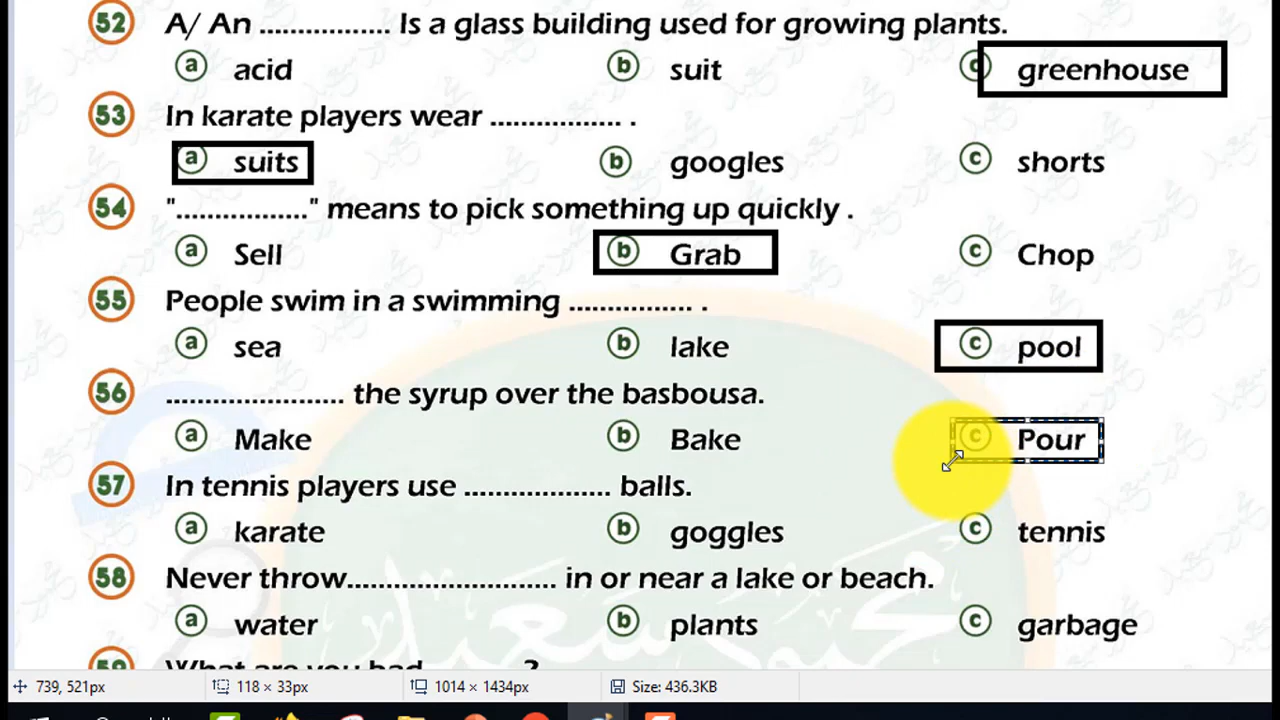 52 A/ An ................. Is a glass building used for growing plants.
a acid b suit c greenhouse
53 In karate players wear ................. .
a suits b googles c shorts
54 "................." means to pick something up quickly .
a Sell b Grab c Chop
55 People swim in a swimming ................ .
a sea b lake c pool
56 ....................... the syrup over the basbousa.
a Make b Bake c Pour
57 In tennis players use ................... balls.
a karate b goggles c tennis
58 Never throw........................... in or near a lake or beach.
a water b plants c garbage
739, 521px 118 × 33px 1014 × 1434px Size: 436.3KB